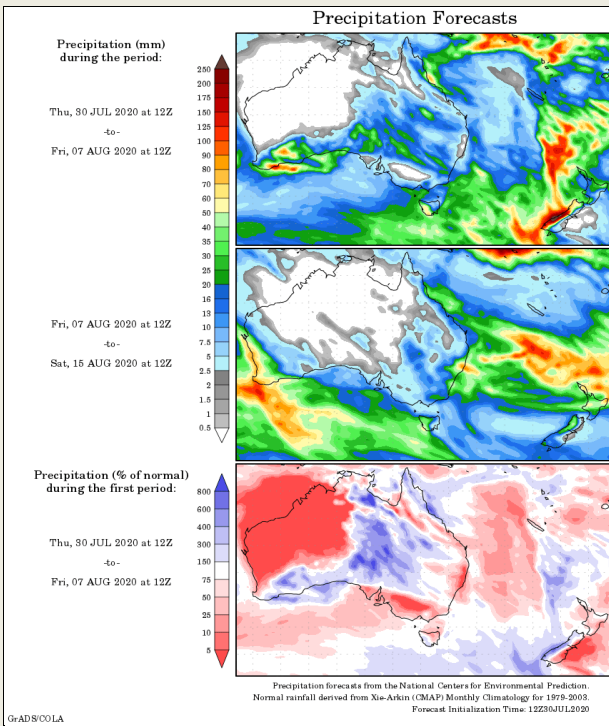 Precipitation Forecasts
Precipitation (mm)
during the period:
Thu, 30 JUL 2020 at 12Z
-to-
Fri, 07 AUG 2020 at 12Z
250
200
175
150
125
100
90
80
70
60
50
40
35
30
25
20
16
13
10
7.5
5
2.5
2
1.5
1
0.5
Fri, 07 AUG 2020 at 12Z
-to-
Sat, 15 AUG 2020 at 12Z
Precipitation (% of normal)
during the first period:
Thu, 30 JUL 2020 at 12Z
-to-
Fri, 07 AUG 2020 at 12Z
800
600
400
300
150
75
50
25
10
5
Precipitation forecasts from the National Centers for Environmental Prediction.
Normal rainfall derived from Xie-Arkin (CMAP) Monthly Climatology for 1979-2003.
Forecast Initialization Time: 12Z30JUL2020
GrADS/COLA